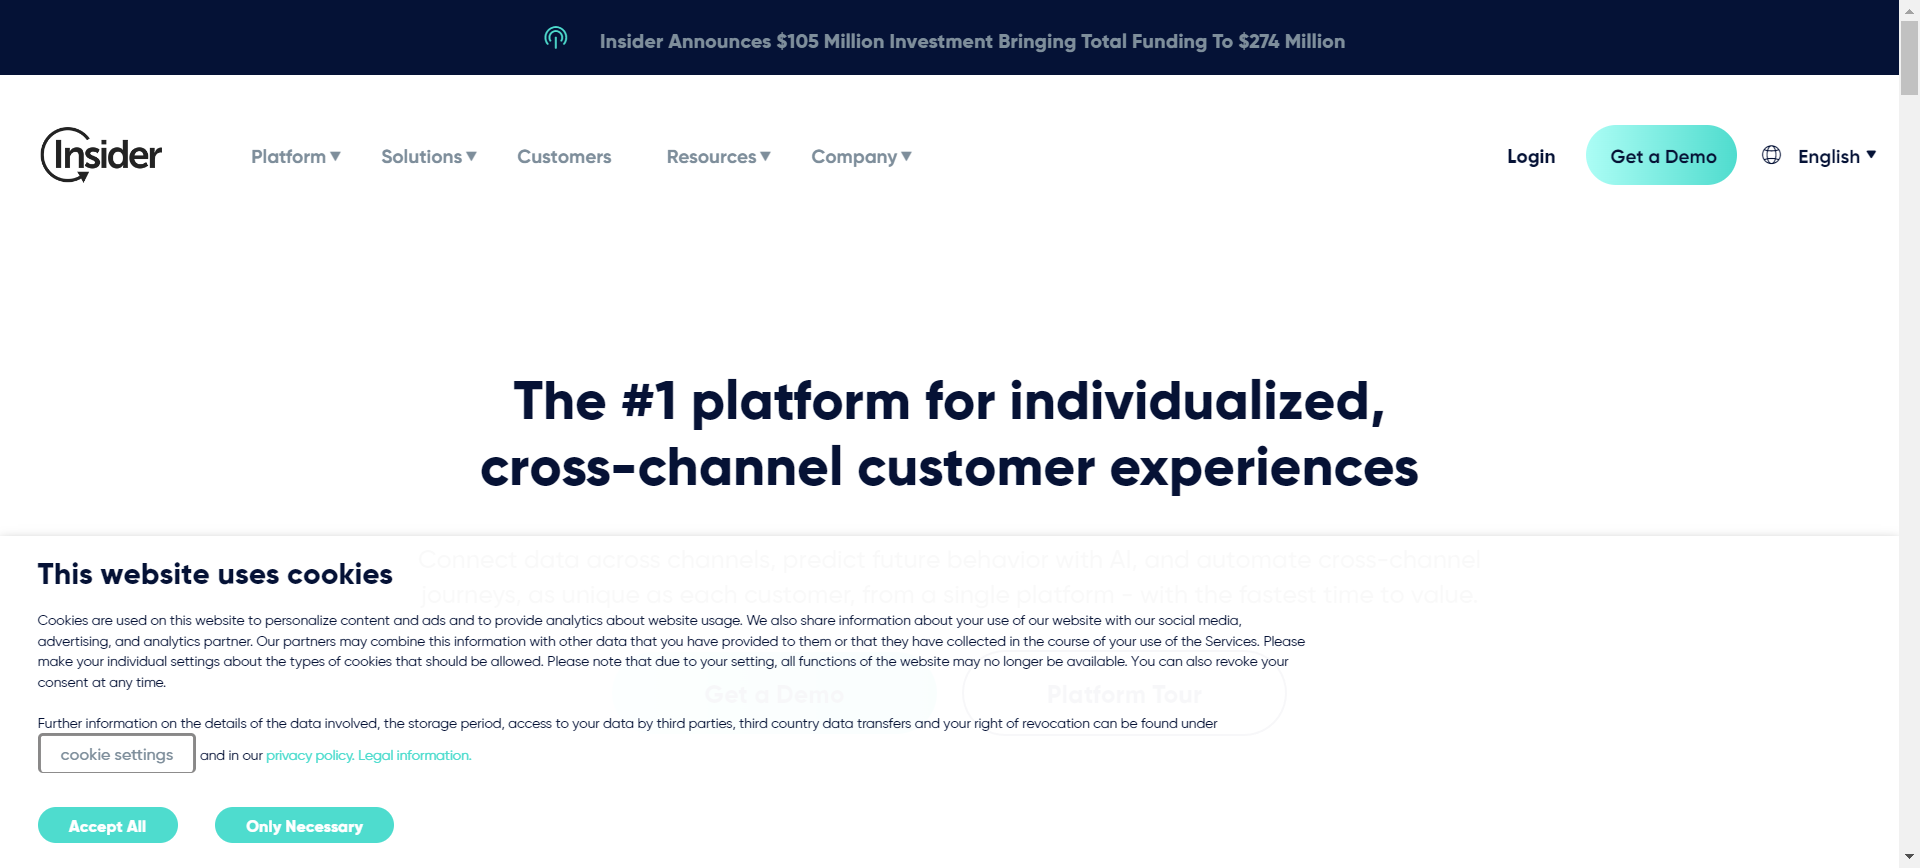 Insider Announces $105 Million Investment Bringing Total Funding To $274 Million
Insider
Platform ▼ Solutions ▼ Customers Resources ▼ Company ▼ Login Get a Demo English ▼
The #1 platform for individualized,
cross-channel customer experiences
Connect data across channels, predict future behavior with AI, and automate cross-channel
journeys, as unique as each customer, from a single platform - with the fastest time to value.
Get a Demo Platform Tour
This website uses cookies
Cookies are used on this website to personalize content and ads and to provide analytics about website usage. We also share information about your use of our website with our social media,
advertising, and analytics partner. Our partners may combine this information with other data that you have provided to them or that they have collected in the course of your use of the Services. Please
make your individual settings about the types of cookies that should be allowed. Please note that due to your setting, all functions of the website may no longer be available. You can also revoke your
consent at any time.
Further information on the details of the data involved, the storage period, access to your data by third parties, third country data transfers and your right of revocation can be found under
cookie settings and in our privacy policy. Legal information.
Accept All Only Necessary